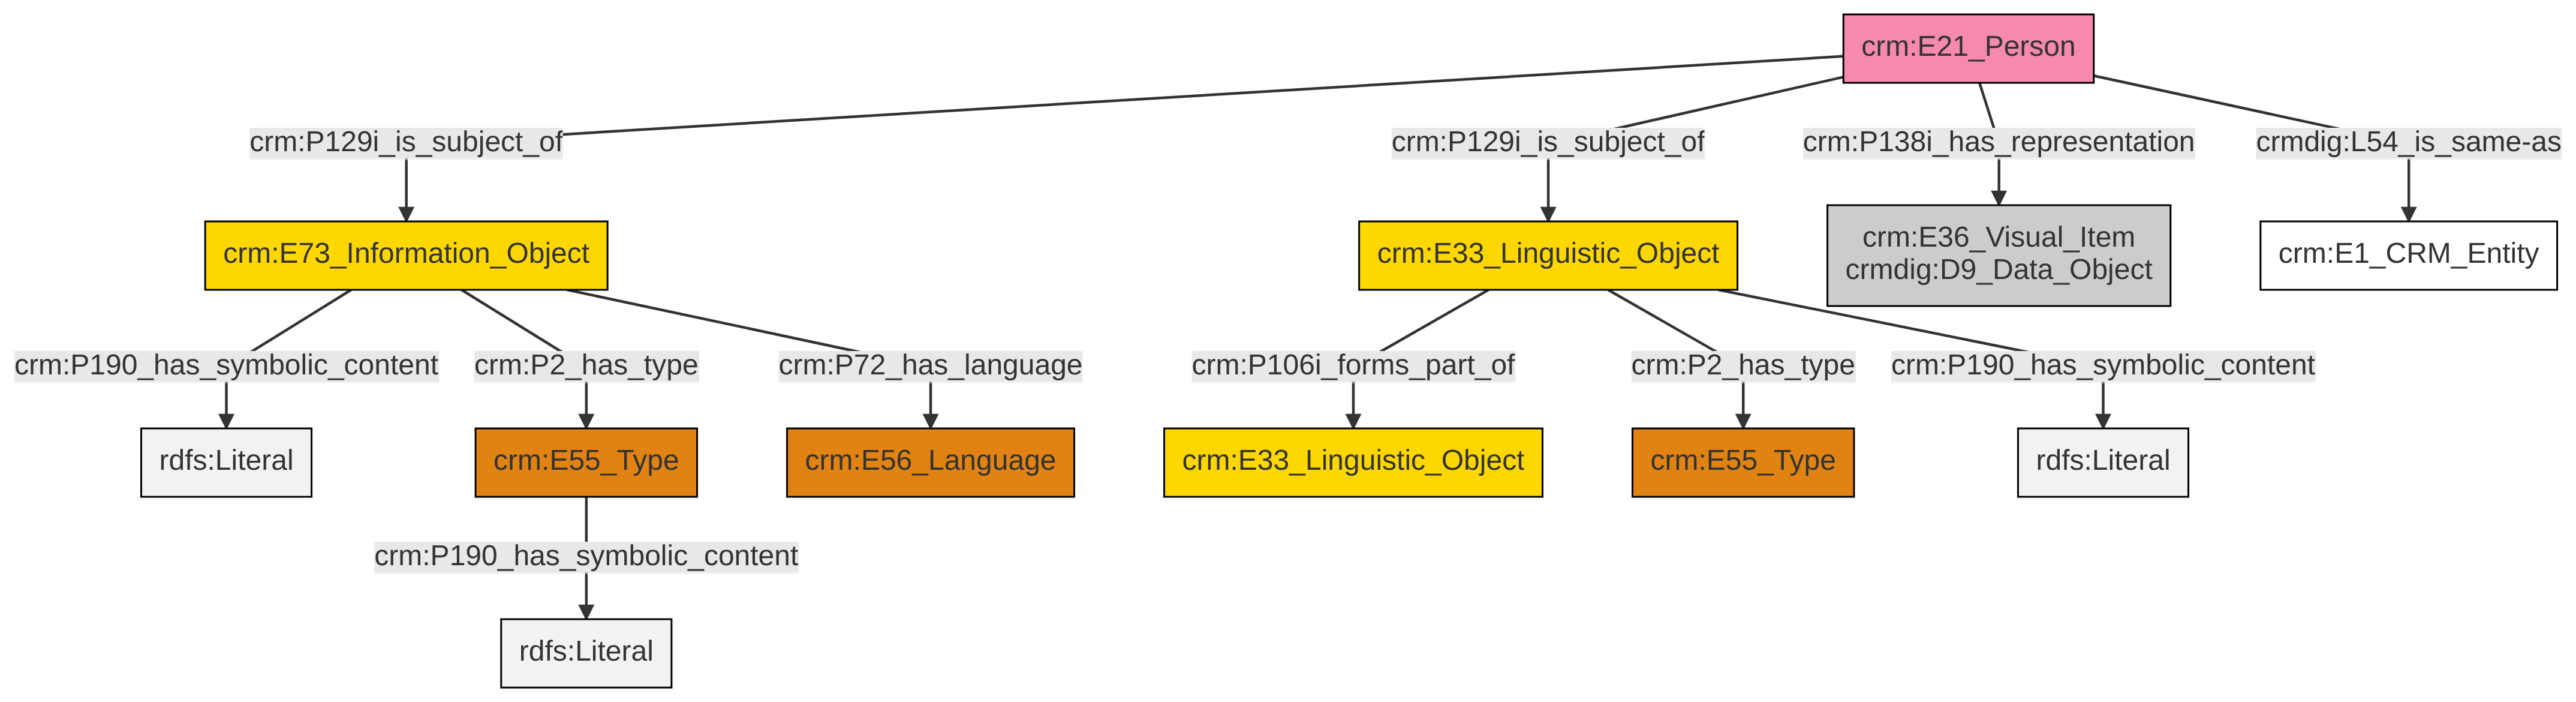 crm:E21_Person
crm:P129i_is_subject_of
crm:P129i_is_subject_of
crm:P138i_has_representation
crmdig:L54_is_same-as
crm:E73_Information_Object
crm:E33_Linguistic_Object
crm:E36_Visual_Item
crmdig:D9_Data_Object
crm:E1_CRM_Entity
crm:P190_has_symbolic_content
crm:P2_has_type
crm:P72_has_language
crm:P106i_forms_part_of
crm:P2_has_type
crm:P190_has_symbolic_content
rdfs:Literal
crm:E55_Type
crm:E56_Language
crm:E33_Linguistic_Object
crm:E55_Type
rdfs:Literal
crm:P190_has_symbolic_content
rdfs:Literal